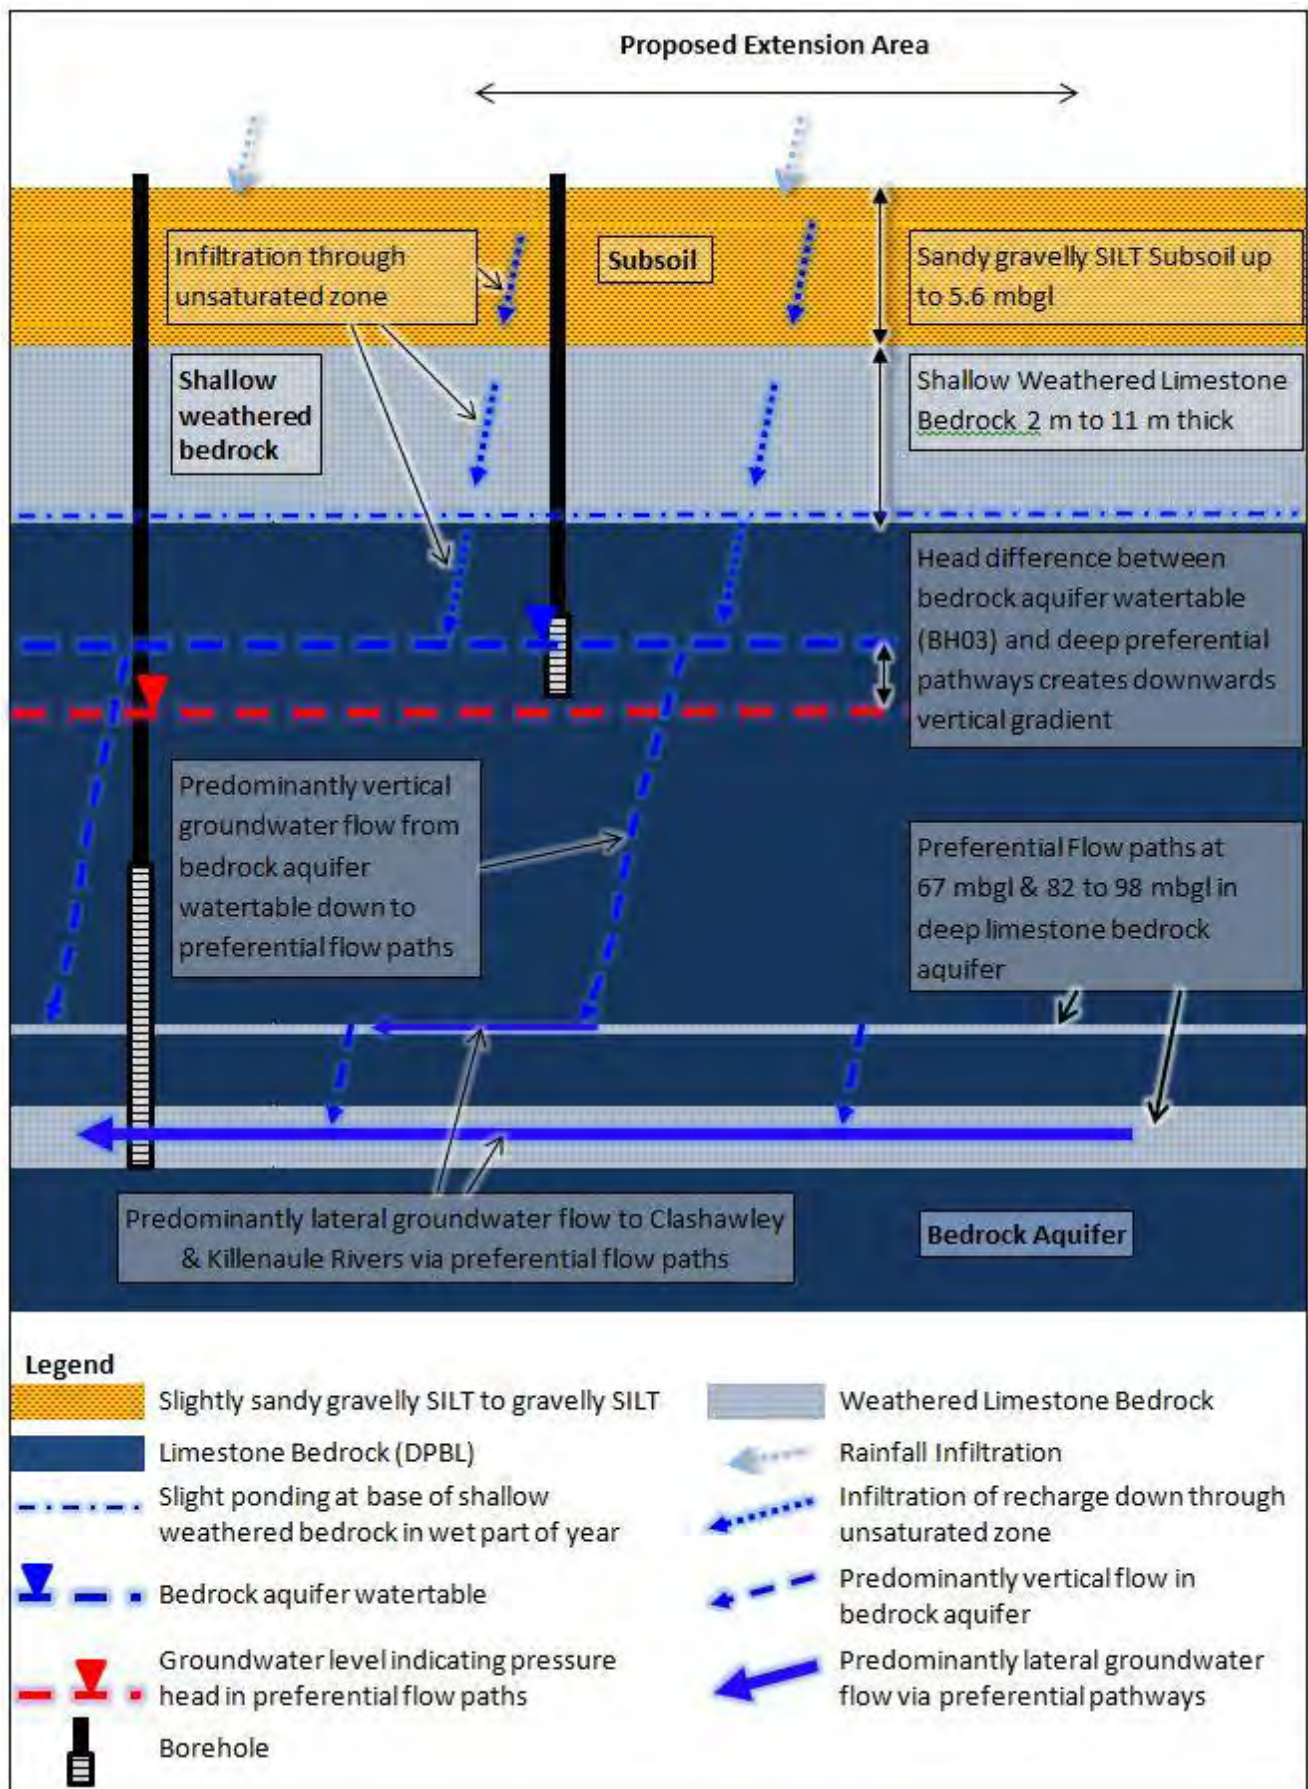 Proposed Extension Area
Infiltration through
unsaturated zone
Subsoil
Sandy gravelly SILT Subsoil up
to 5.6 mbgl
Shallow
weathered
bedrock
Shallow Weathered Limestone
Bedrock 2 m to 11 m thick
Head difference between
bedrock aquifer watertable
(BH03) and deep preferential
pathways creates downwards
vertical gradient
Predominantly vertical
groundwater flow from
bedrock aquifer
watertable down to
preferential flow paths
Preferential Flow paths at
67 mbgl & 82 to 98 mbgl in
deep limestone bedrock
aquifer
Predominantly lateral groundwater flow to Clashawley
& Killenaule Rivers via preferential flow paths
Bedrock Aquifer
Legend
Slightly sandy gravelly SILT to gravelly SILT
Limestone Bedrock (DPBL)
Slight ponding at base of shallow
weathered bedrock in wet part of year
Bedrock aquifer watertable
Groundwater level indicating pressure
head in preferential flow paths
Borehole
Weathered Limestone Bedrock
Rainfall Infiltration
Infiltration of recharge down through
unsaturated zone
Predominantly vertical flow in
bedrock aquifer
Predominantly lateral groundwater
flow via preferential pathways